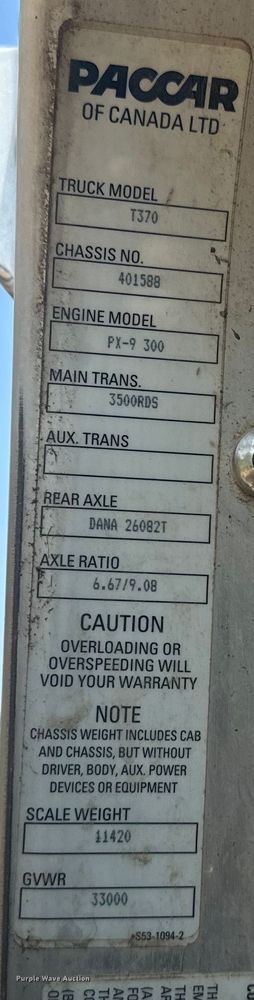 PACCAR
OF CANADA LTD
TRUCK MODEL
T370
CHASSIS NO.
401588
ENGINE MODEL
PX-9 300
MAIN TRANS.
3500RDS
AUX. TRANS
REAR AXLE
DANA 26082T
AXLE RATIO
6.67/9.08
CAUTION
OVERLOADING OR
OVERSPEEDING WILL
VOID YOUR WARRANTY
NOTE
CHASSIS WEIGHT INCLUDES CAB
AND CHASSIS, BUT WITHOUT
DRIVER, BODY, AUX. POWER
DEVICES OR EQUIPMENT
SCALE WEIGHT
11420
GVWR
33000
S53-1094-2
Purple Wave Auction